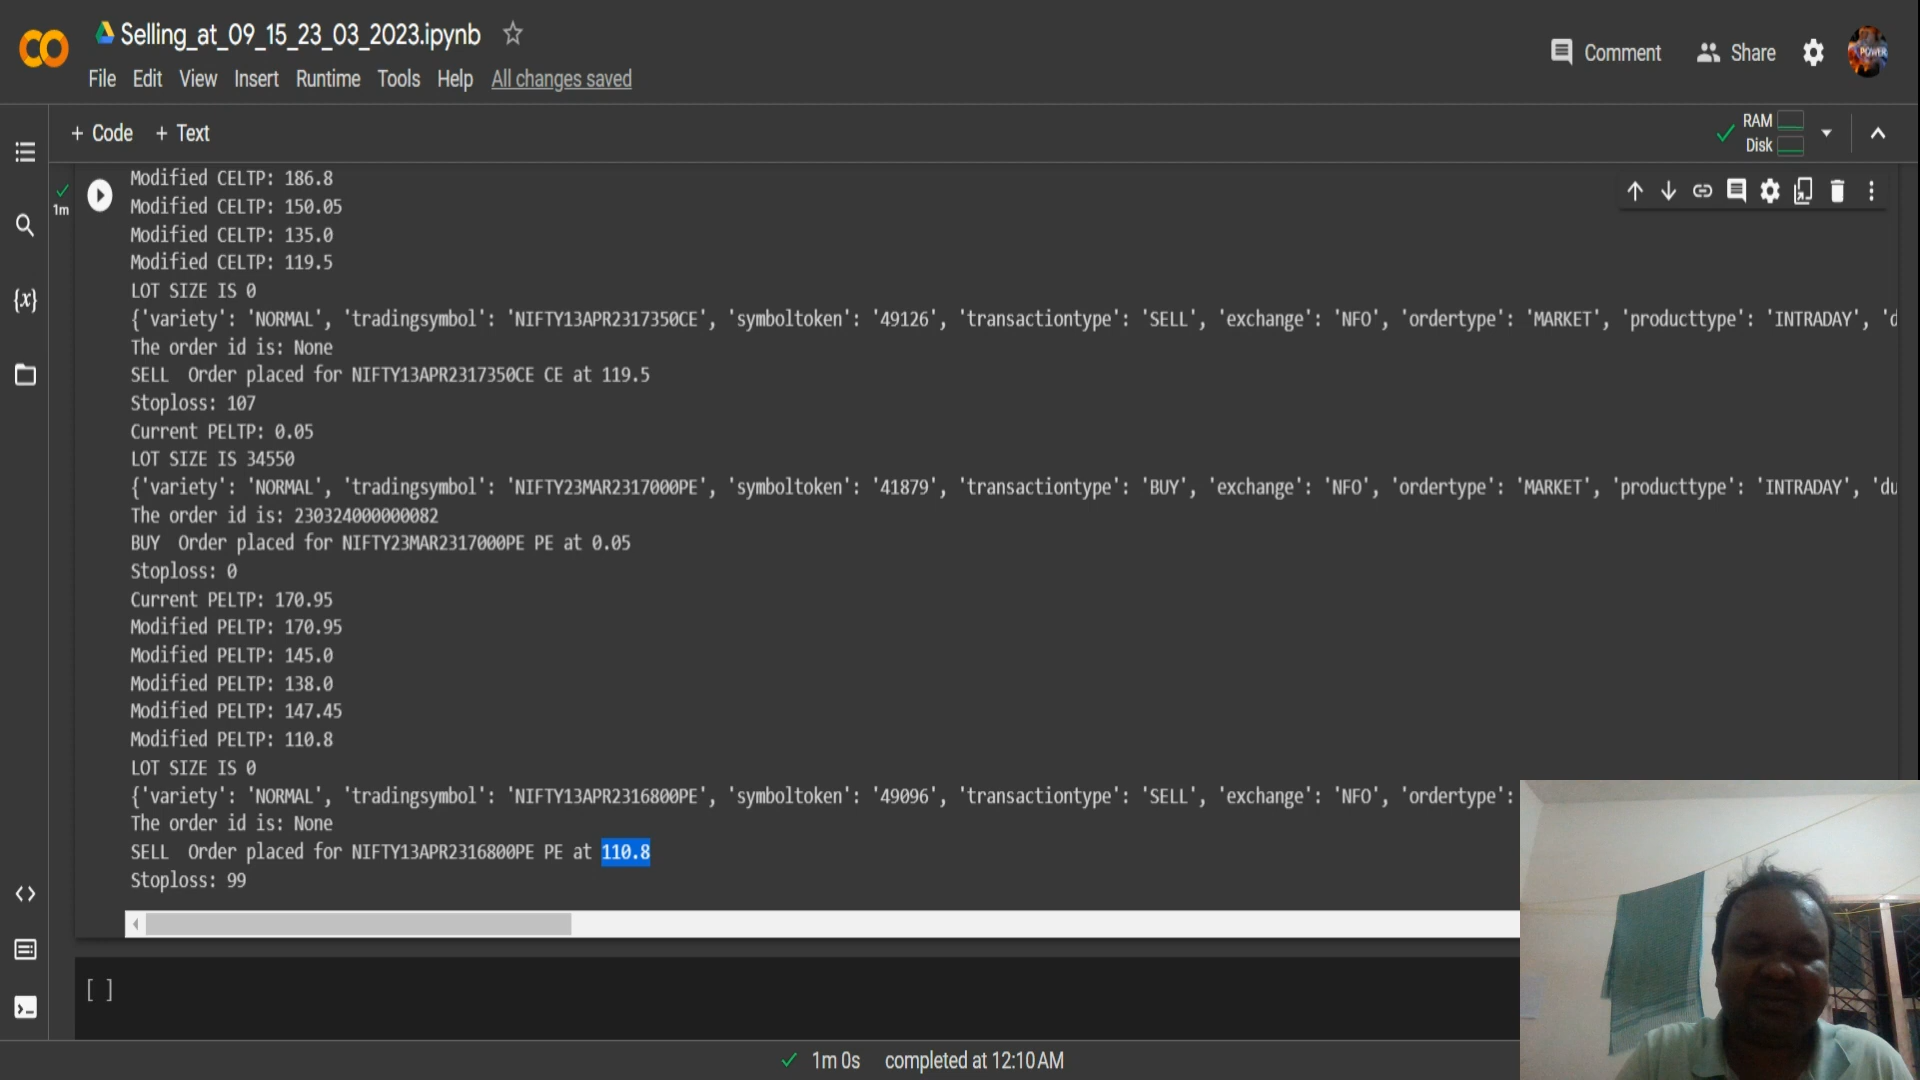 Selling_at_09_15_23_03_2023.ipynb
Comment
Share
File Edit View Insert Runtime Tools Help All changes saved
+ Code + Text
RAM
Disk
1m
Modified CELTP: 186.8
Modified CELTP: 150.05
Modified CELTP: 135.0
Modified CELTP: 119.5
LOT SIZE IS 0
{'variety': 'NORMAL', 'tradingsymbol': 'NIFTY13APR2317350CE', 'symboltoken': '49126', 'transactiontype': 'SELL', 'exchange': 'NFO', 'ordertype': 'MARKET', 'producttype': 'INTRADAY', 'd
The order id is: None
SELL  Order placed for NIFTY13APR2317350CE CE at 119.5
Stoploss: 107
Current PELTP: 0.05
LOT SIZE IS 34550
{'variety': 'NORMAL', 'tradingsymbol': 'NIFTY23MAR2317000PE', 'symboltoken': '41879', 'transactiontype': 'BUY', 'exchange': 'NFO', 'ordertype': 'MARKET', 'producttype': 'INTRADAY', 'du
The order id is: 230324000000082
BUY  Order placed for NIFTY23MAR2317000PE PE at 0.05
Stoploss: 0
Current PELTP: 170.95
Modified PELTP: 170.95
Modified PELTP: 145.0
Modified PELTP: 138.0
Modified PELTP: 147.45
Modified PELTP: 110.8
LOT SIZE IS 0
{'variety': 'NORMAL', 'tradingsymbol': 'NIFTY13APR2316800PE', 'symboltoken': '49096', 'transactiontype': 'SELL', 'exchange': 'NFO', 'ordertype':
The order id is: None
SELL  Order placed for NIFTY13APR2316800PE PE at 110.8
Stoploss: 99
[ ]
1m 0s completed at 12:10 AM